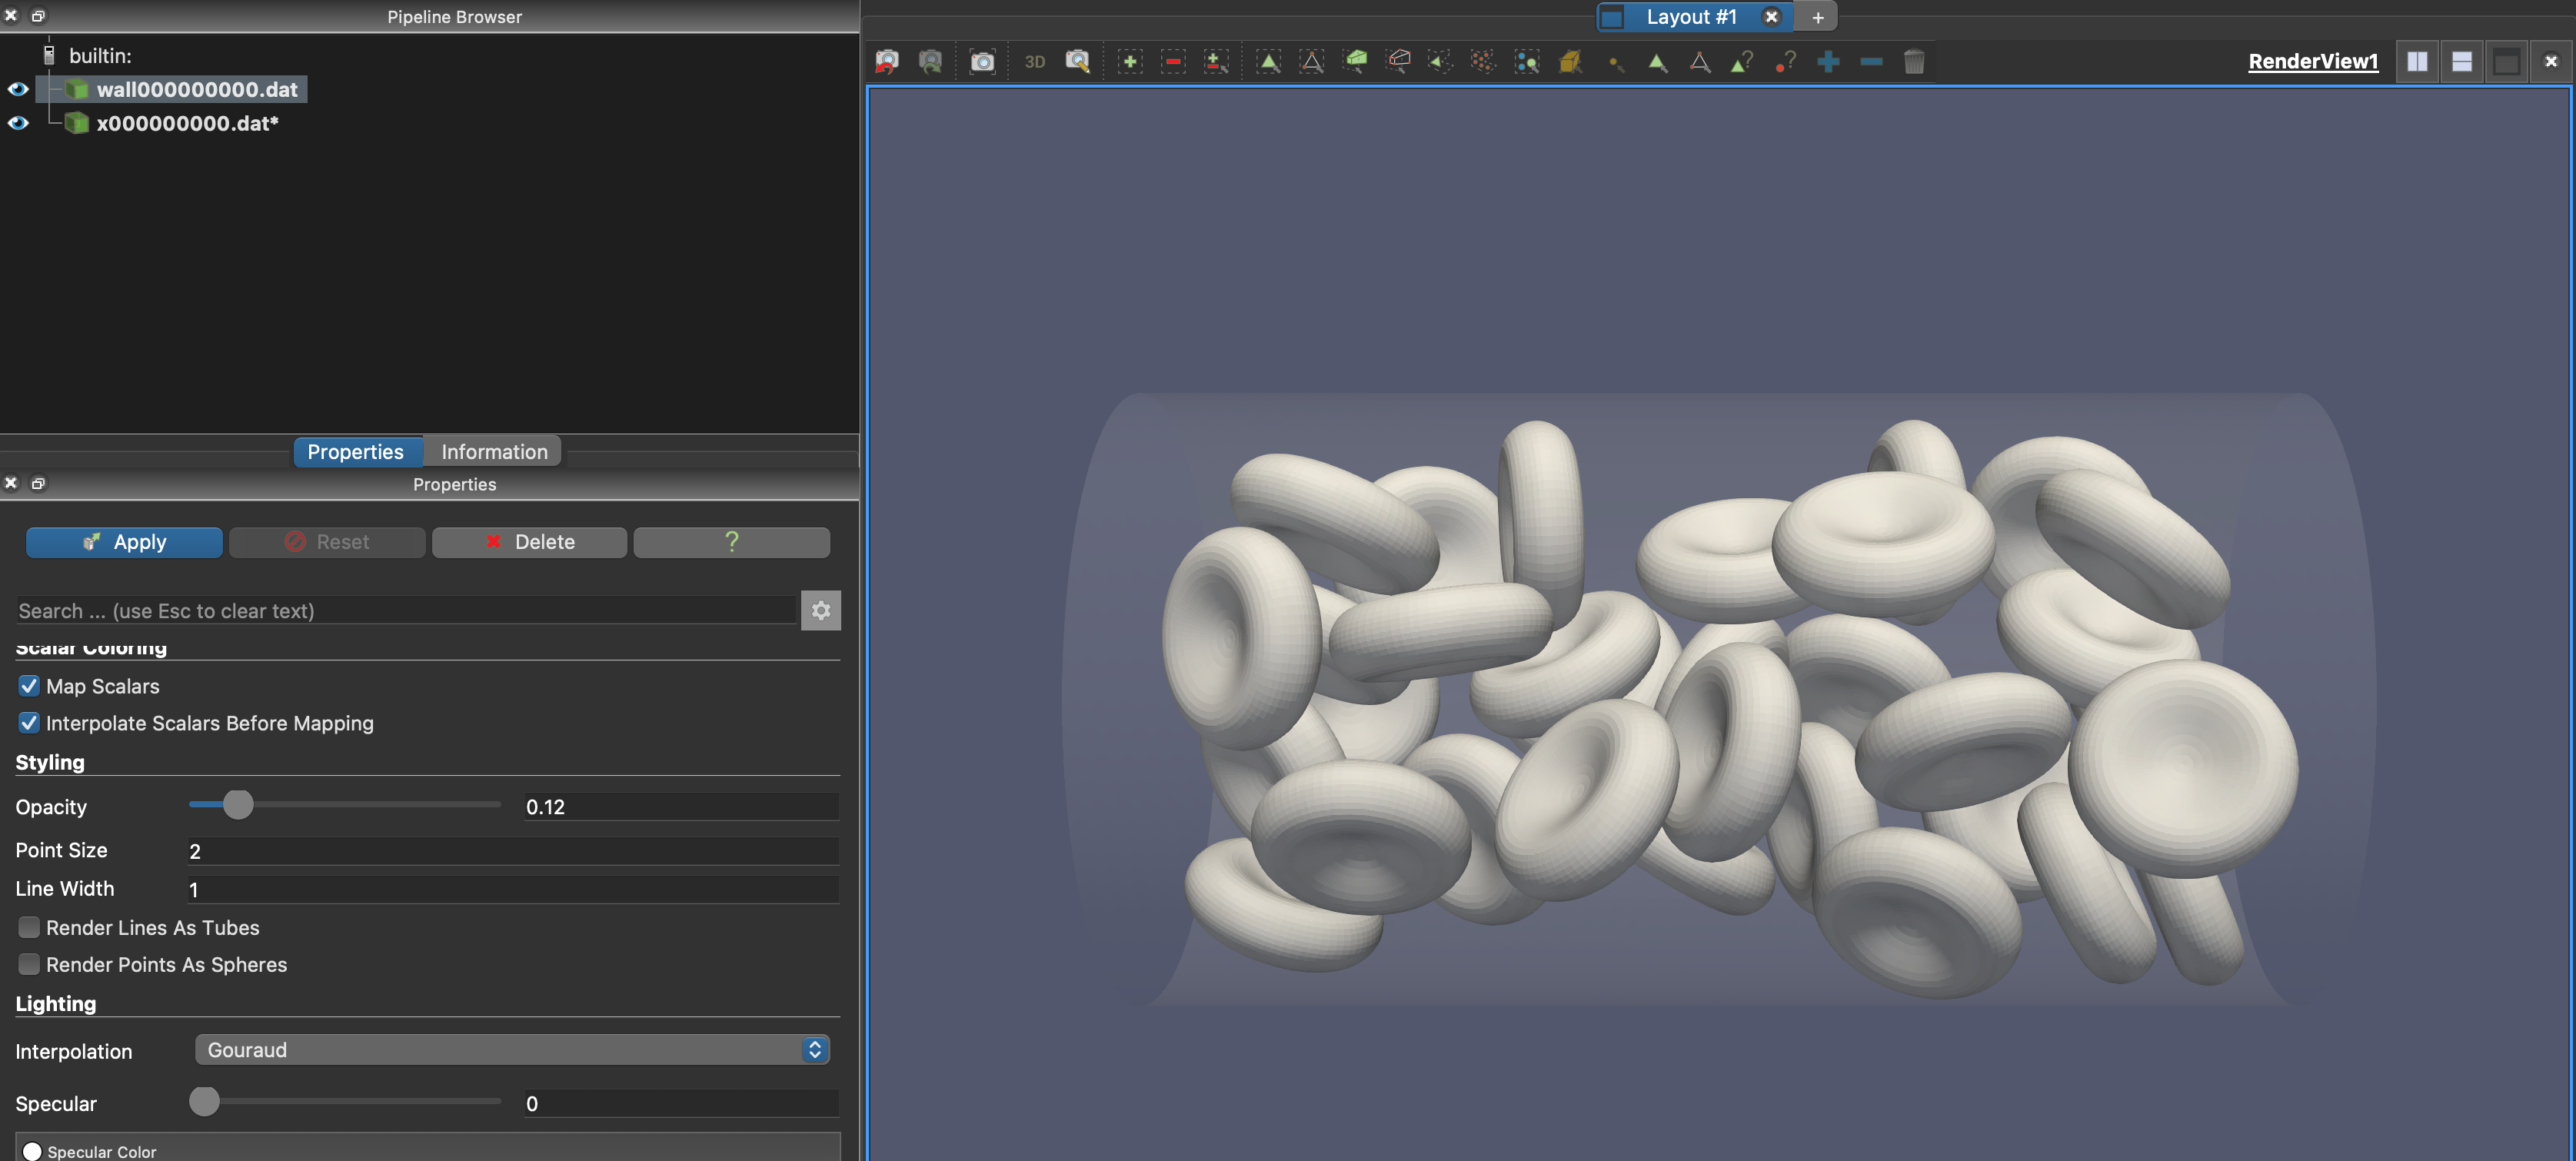 Pipeline Browser
builtin:
wall000000000.dat
x000000000.dat*
Properties
Information
Properties
Apply
Reset
Delete
?
Search ... (use Esc to clear text)
Scalar Coloring
Map Scalars
Interpolate Scalars Before Mapping
Styling
Opacity
0.12
Point Size
2
Line Width
1
Render Lines As Tubes
Render Points As Spheres
Lighting
Interpolation
Gouraud
Specular
0
Specular Color
Layout #1
+
3D
RenderView1